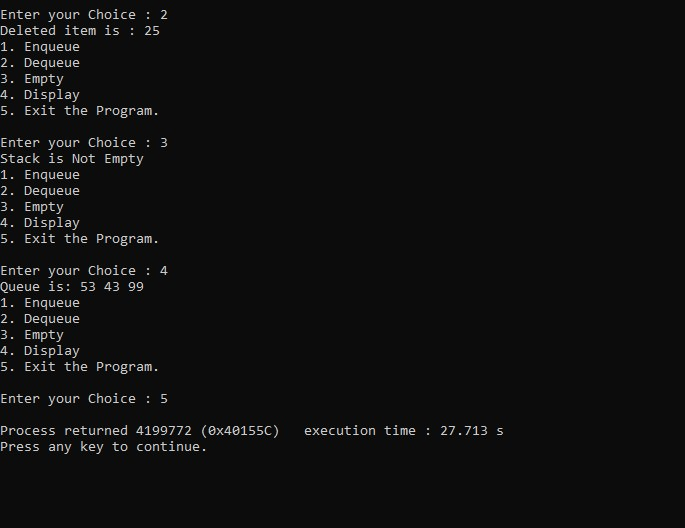 Enter your Choice : 2
Deleted item is : 25
1. Enqueue
2. Dequeue
3. Empty
4. Display
5. Exit the Program.
Enter your Choice : 3
Stack is Not Empty
1. Enqueue
2. Dequeue
3. Empty
4. Display
5. Exit the Program.
Enter your Choice : 4
Queue is: 53 43 99
1. Enqueue
2. Dequeue
3. Empty
4. Display
5. Exit the Program.
Enter your Choice : 5
Process returned 4199772 (0x40155C)   execution time : 27.713 s
Press any key to continue.